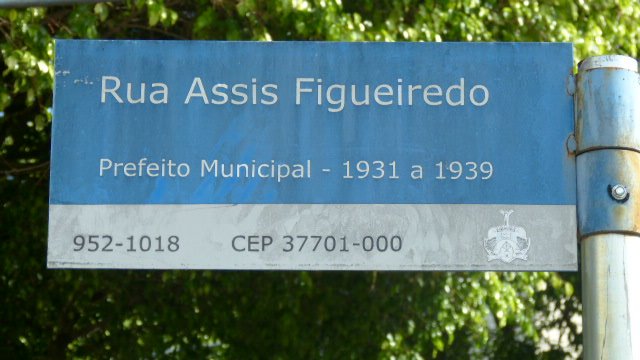 Rua Assis Figueiredo
Prefeito Municipal - 1931 a 1939
952-1018 CEP 37701-000